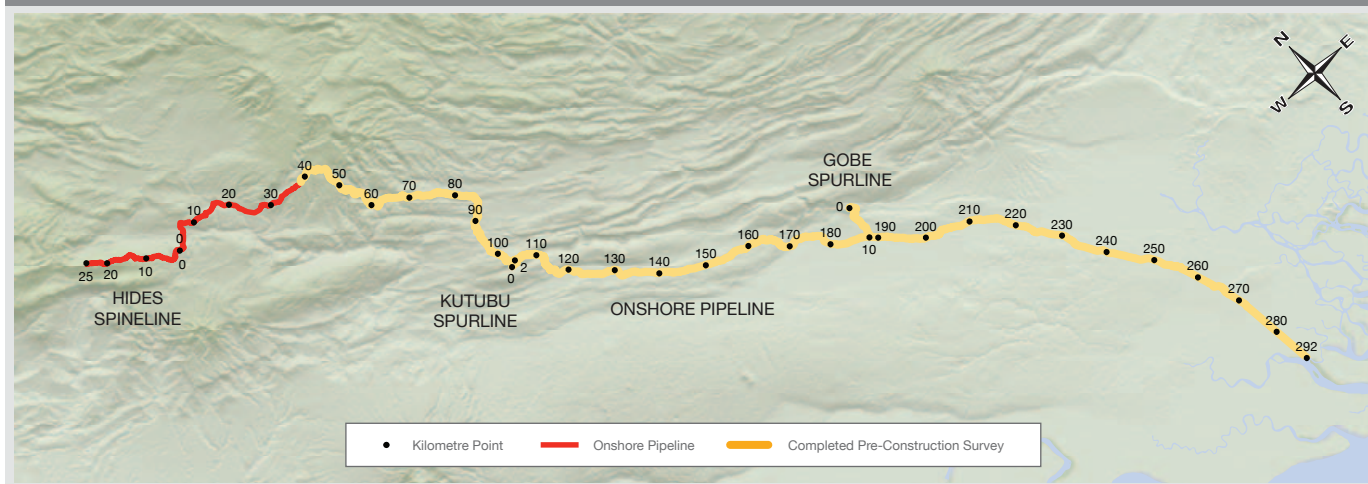 N
E
W
S
40
50
60
70
80
90
100
110
2
0
120
130
140
150
160
170
180
190
200
210
220
230
240
250
260
270
280
292
30
20
10
0
0
10
20
25
GOBE
SPURLINE
0
10
HIDES
SPINELINE
KUTUBU
SPURLINE
ONSHORE PIPELINE
Kilometre Point
Onshore Pipeline
Completed Pre-Construction Survey